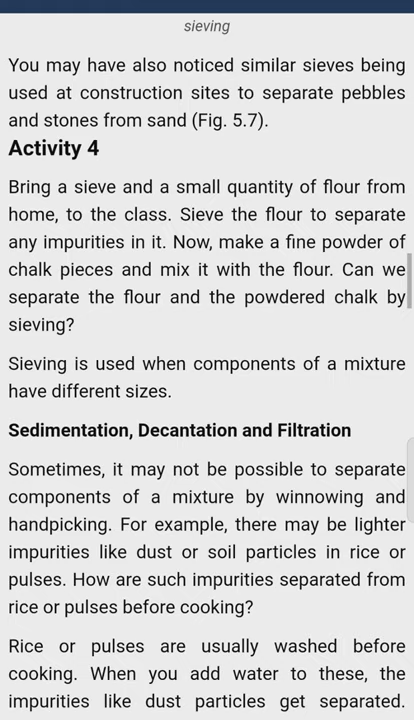 sieving
You may have also noticed similar sieves being
used at construction sites to separate pebbles
and stones from sand (Fig. 5.7).
Activity 4
Bring a sieve and a small quantity of flour from
home, to the class. Sieve the flour to separate
any impurities in it. Now, make a fine powder of
chalk pieces and mix it with the flour. Can we
separate the flour and the powdered chalk by
sieving?
Sieving is used when components of a mixture
have different sizes.
Sedimentation, Decantation and Filtration
Sometimes, it may not be possible to separate
components of a mixture by winnowing and
handpicking. For example, there may be lighter
impurities like dust or soil particles in rice or
pulses. How are such impurities separated from
rice or pulses before cooking?
Rice or pulses are usually washed before
cooking. When you add water to these, the
impurities like dust particles get separated.